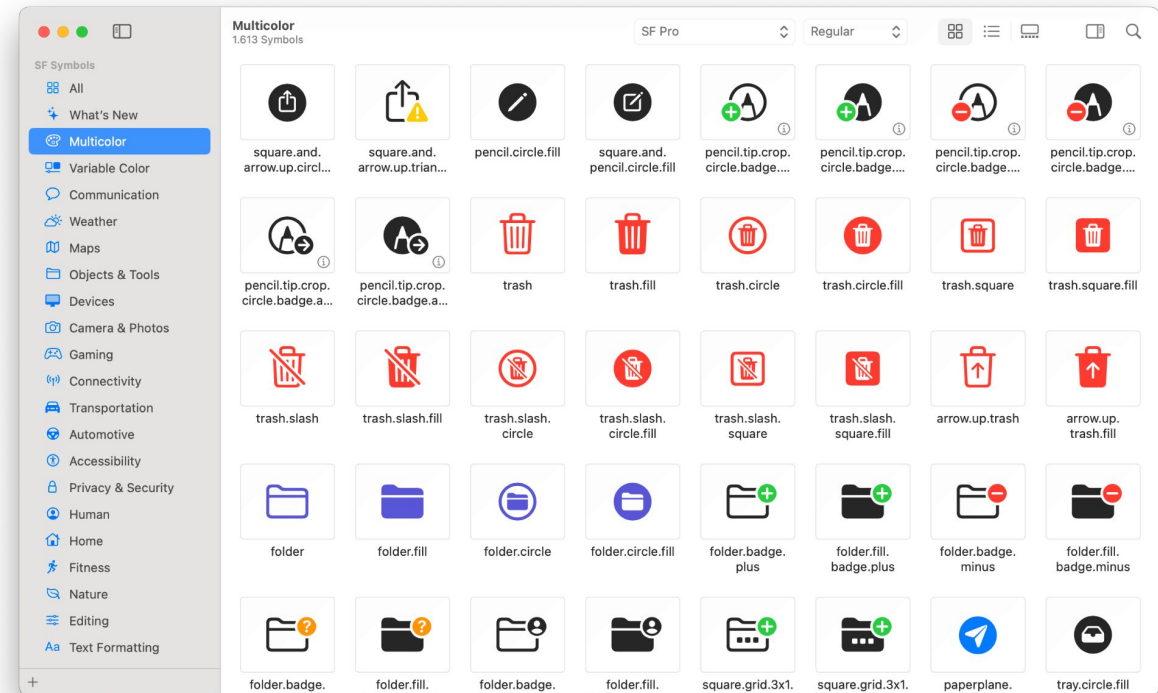 Multicolor
1.613 Symbols
SF Pro
Regular
SF Symbols
All
What's New
Multicolor
Variable Color
Communication
Weather
Maps
Objects & Tools
Devices
Camera & Photos
Gaming
Connectivity
Transportation
Automotive
Accessibility
Privacy & Security
Human
Home
Fitness
Nature
Editing
Aa Text Formatting
square.and.
arrow.up.circl...
square.and.
arrow.up.trian...
pencil.circle.fill
square.and.
pencil.circle.fill
pencil.tip.crop.
circle.badge....
pencil.tip.crop.
circle.badge....
pencil.tip.crop.
circle.badge....
pencil.tip.crop.
circle.badge....
pencil.tip.crop.
circle.badge.a...
pencil.tip.crop.
circle.badge.a...
trash
trash.fill
trash.circle
trash.circle.fill
trash.square
trash.square.fill
trash.slash
trash.slash.fill
trash.slash.
circle
trash.slash.
circle.fill
trash.slash.
square
trash.slash.
square.fill
arrow.up.trash
arrow.up.
trash.fill
folder
folder.fill
folder.circle
folder.circle.fill
folder.badge.
plus
folder.fill.
badge.plus
folder.badge.
minus
folder.fill.
badge.minus
folder.badge.
folder.fill.
folder.badge.
folder.fill.
square.grid.3x1.
square.grid.3x1.
paperplane.
tray.circle.fill